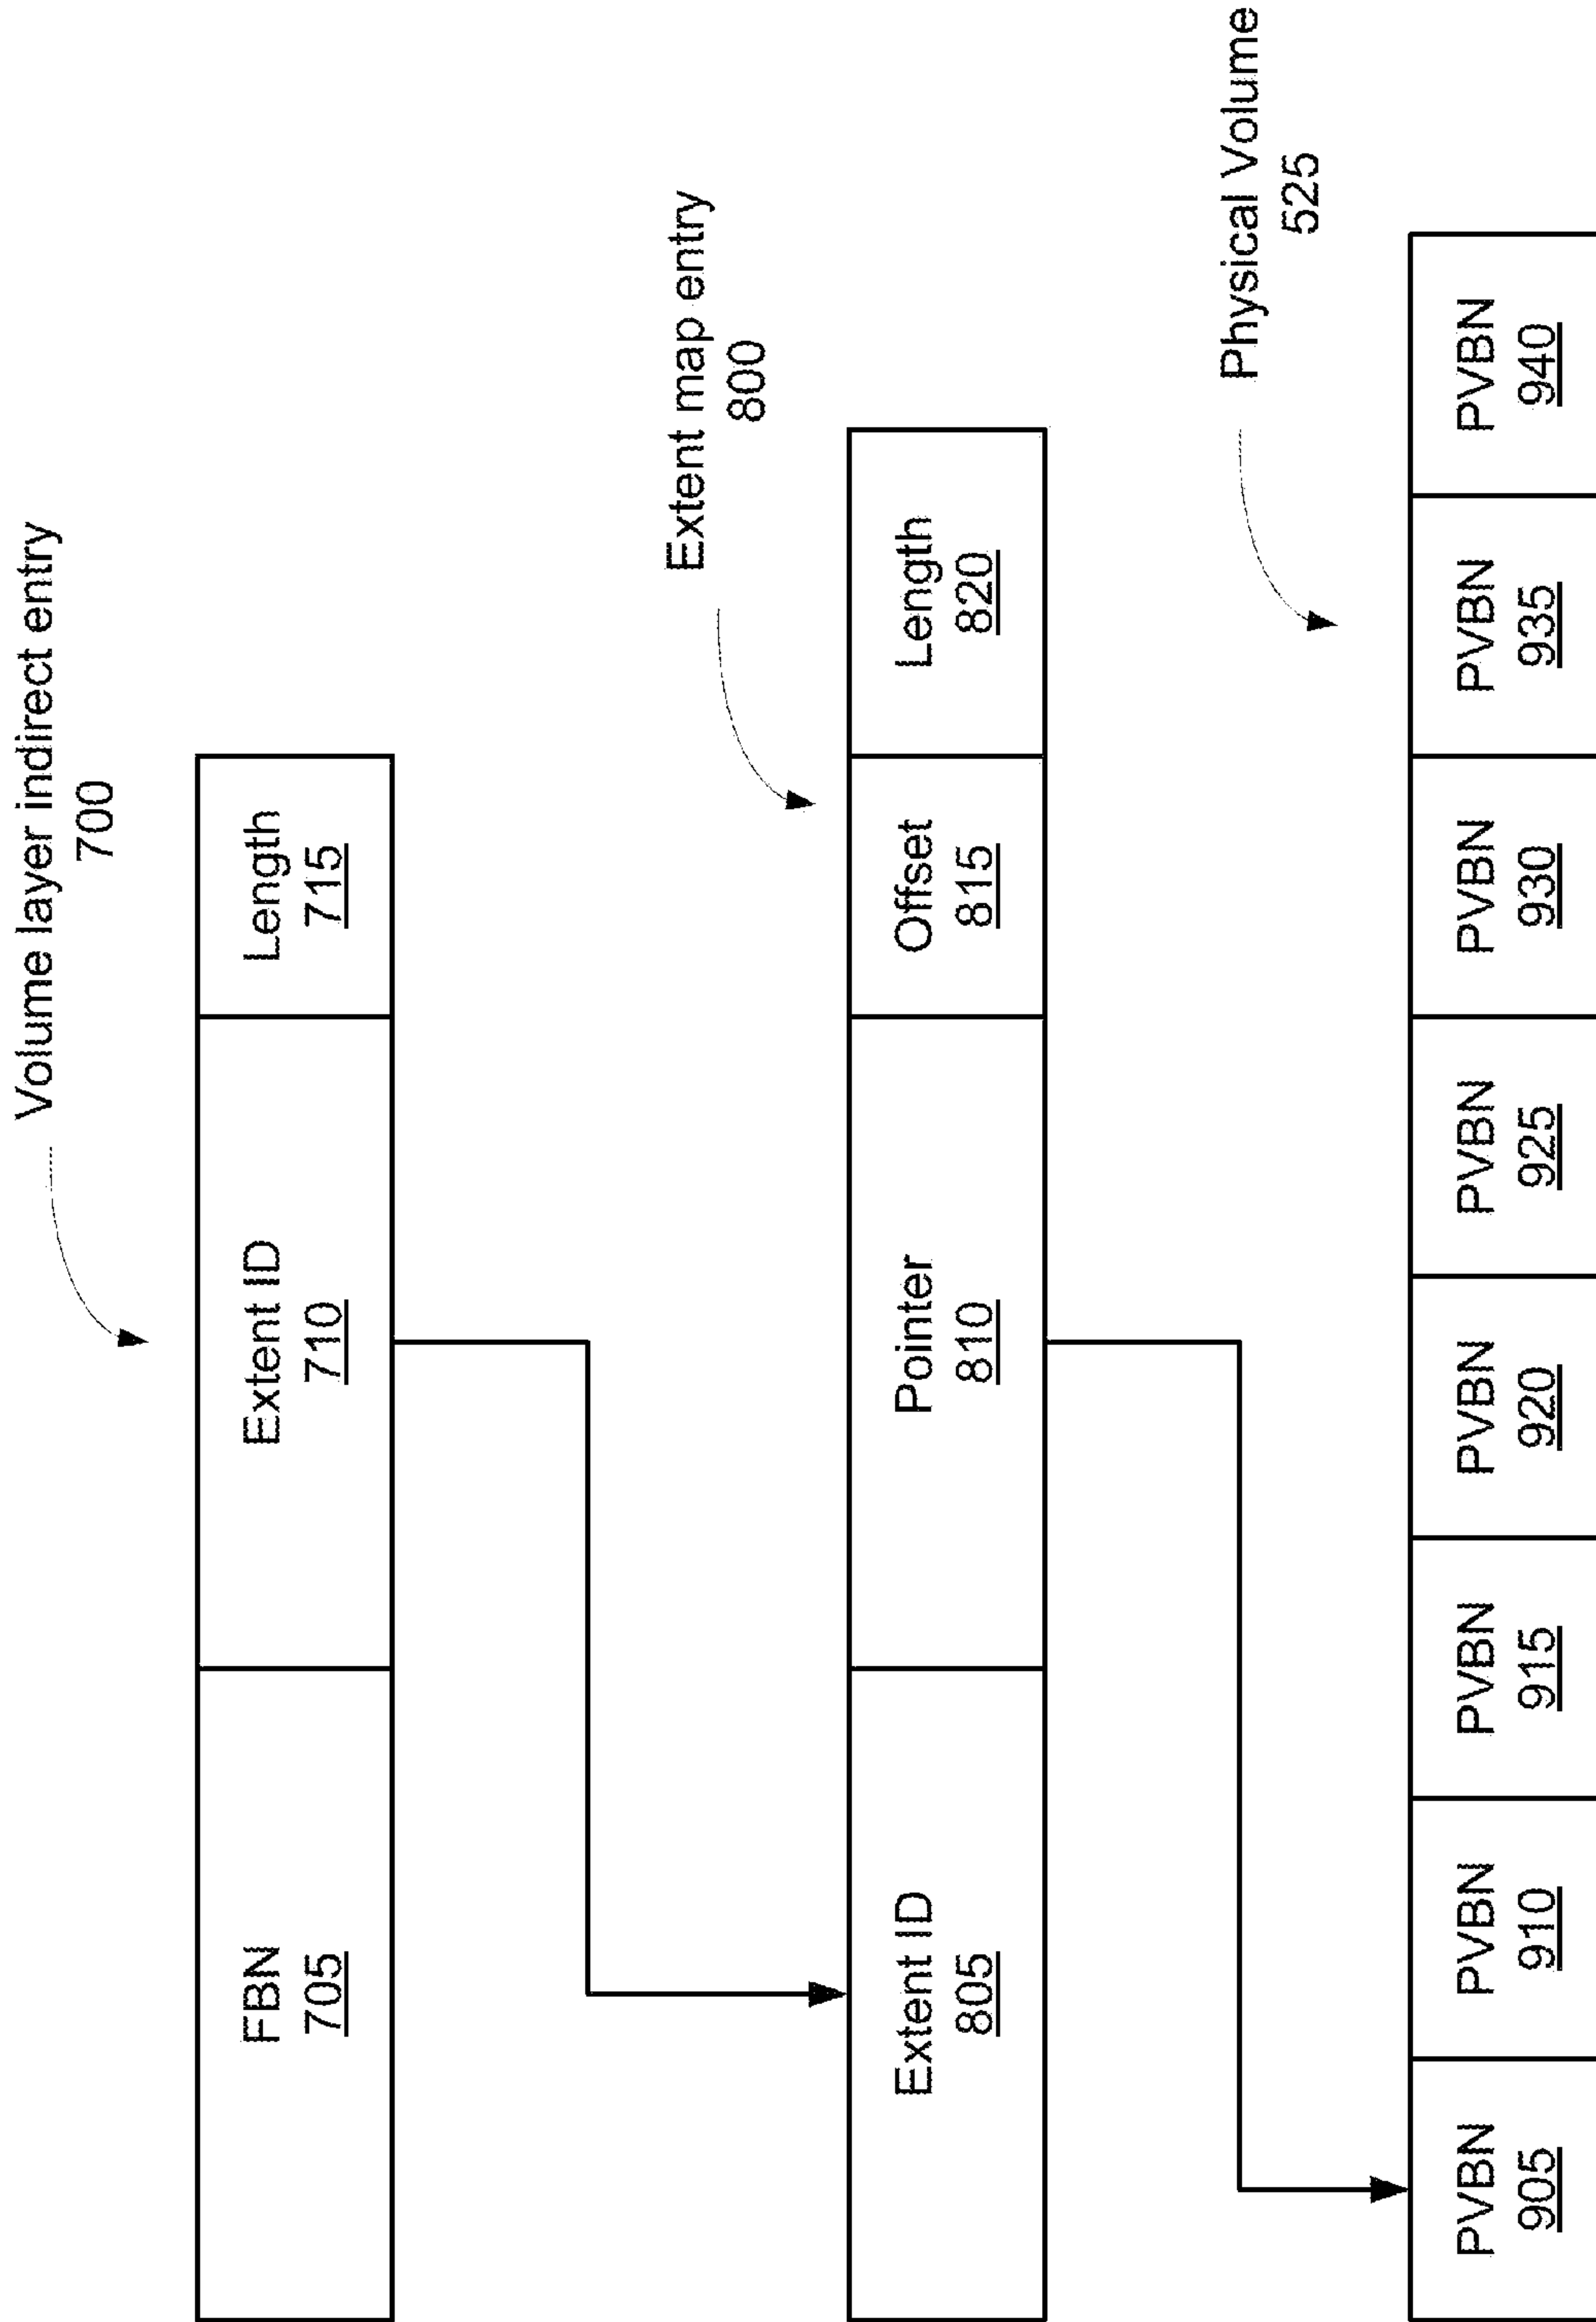 Volume layer indirect entry
700
FBN
705
Extent ID
710
Length
715
Extent map entry
800
Extent ID
805
Pointer
810
Offset
815
Length
820
Physical Volume
525
PVBN
905
PVBN
910
PVBN
915
PVBN
920
PVBN
925
PVBN
930
PVBN
935
PVBN
940